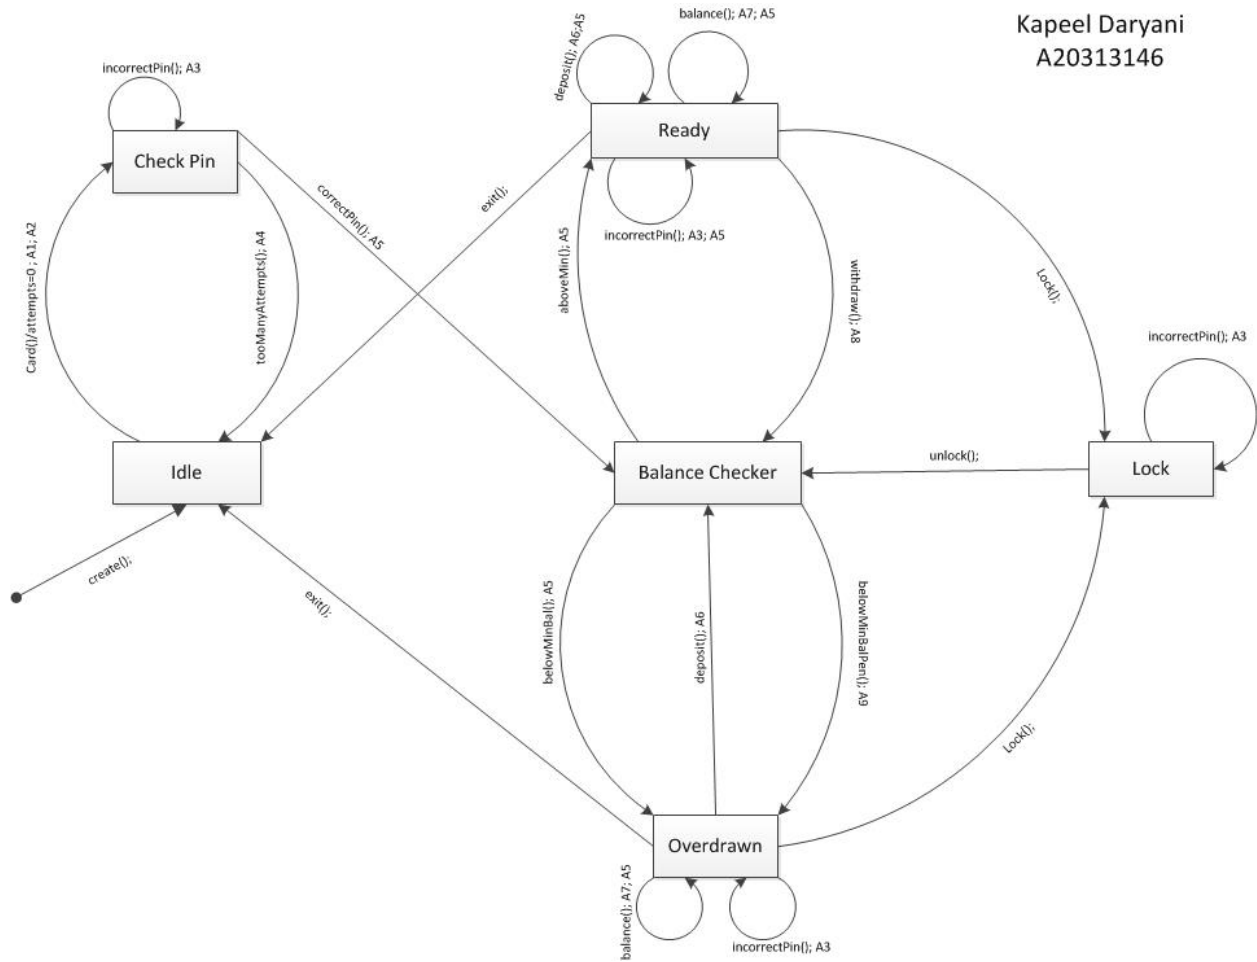 Kapeel Daryani
A20313146
balance(); A7; A5
deposit(); A6;A5
incorrectPin(); A3
Ready
Check Pin
correctPin(); A5
exit();
incorrectPin(); A3; A5
Card()/attempts=0 ; A1; A2
tooManyAttempts(); A4
aboveMin(); A5
withdraw(); A8
Lock();
incorrectPin(); A3
Idle
Balance Checker
unlock();
Lock
create();
exit();
belowMinBal(); A5
deposit(); A6
belowMinBalPen(); A9
Lock();
Overdrawn
balance(); A7; A5
incorrectPin(); A3